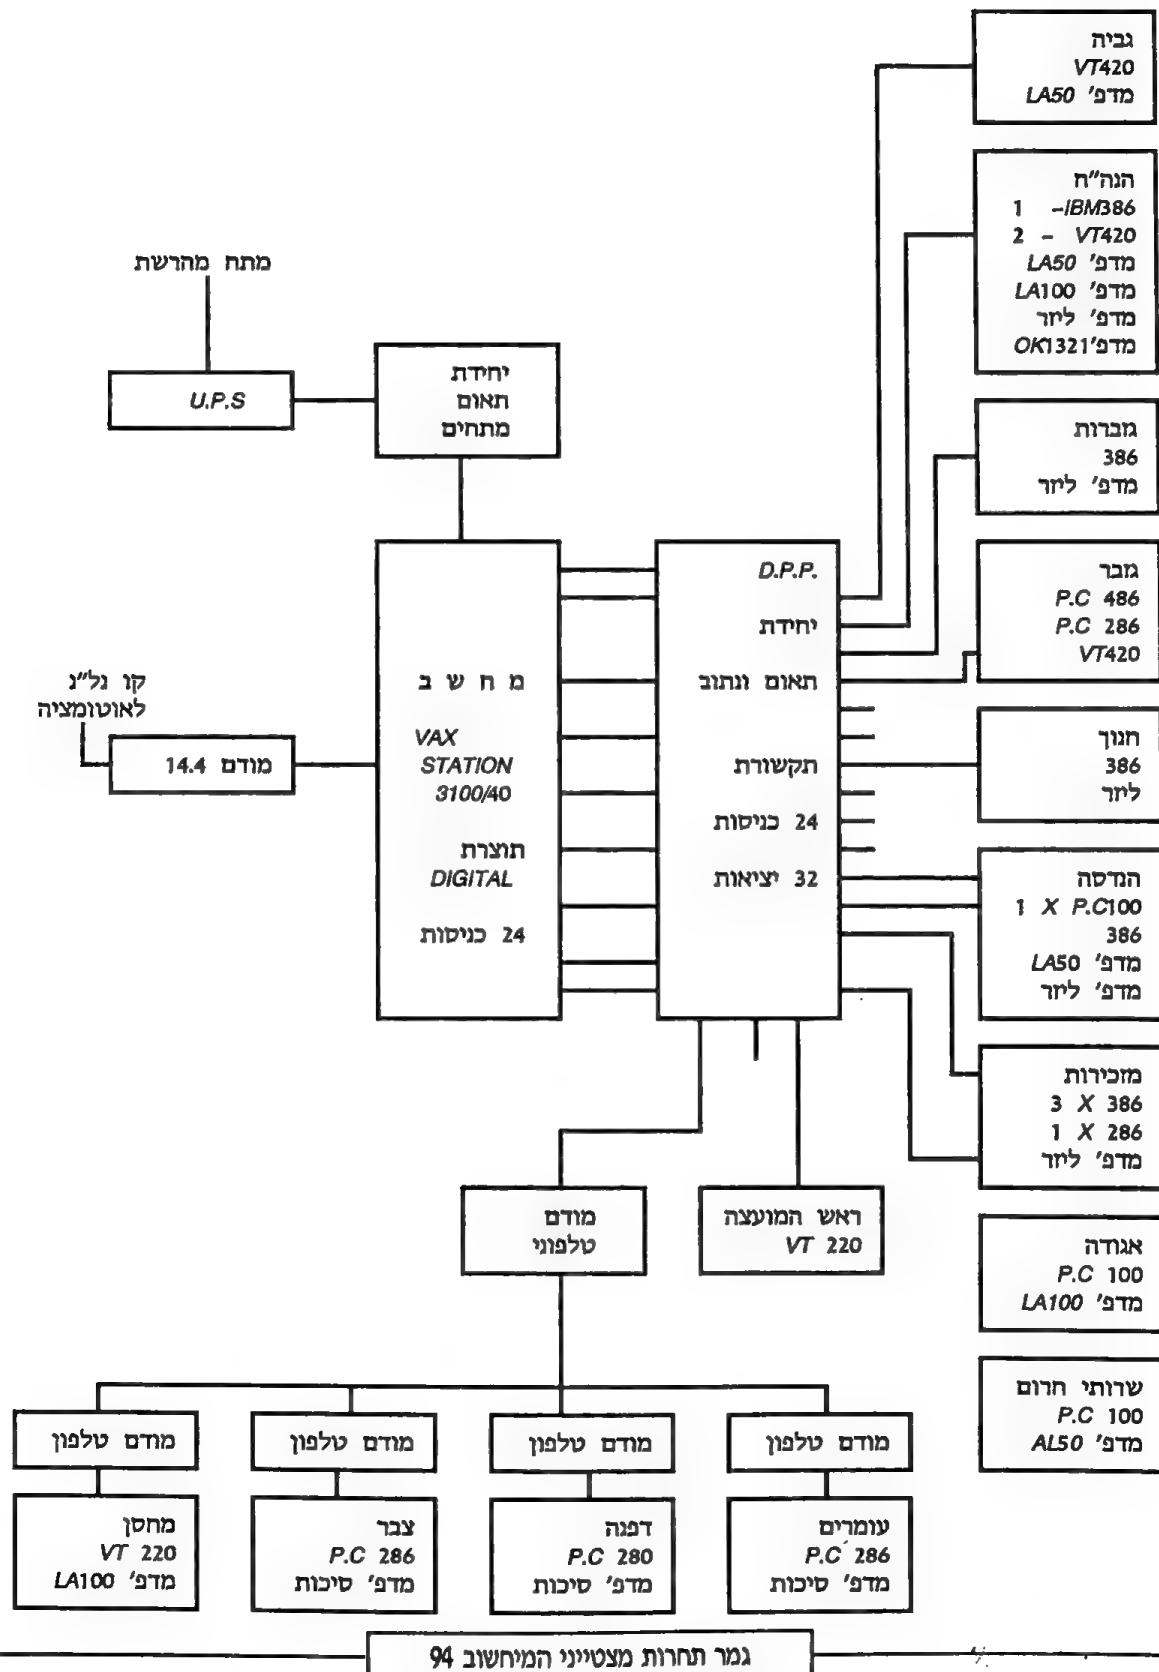 גביה
VT420
מדפ' LA50
הנה"ח
1 -IBM386
2 - VT420
מדפ' LA50
מדפ' LA100
מדפ' ליזר
מדפ'OK1321
גזברות
386
מדפ' ליזר
גזבר
P.C 486
P.C 286
VT420
חנוך
386
ליזר
הנדסה
1 X P.C100
386
מדפ' LA50
מדפ' ליזר
מזכירות
3 X 386
1 X 286
מדפ' ליזר
אגודה
P.C 100
מדפ' LA100
שרותי חרום
P.C 100
מדפ' AL50
מתח מהרשת
U.P.S
יחידת
תאום
מתחים
D.P.P.
יחידת
תאום ונתוב
תקשורת
24 כניסות
32 יציאות
מ ח ש ב
VAX
STATION
3100/40
תוצרת
DIGITAL
24 כניסות
קו נל"נ
לאוטומציה
מודם 14.4
ראש המועצה
VT 220
מודם
טלפוני
מודם טלפון
מודם טלפון
מודם טלפון
מודם טלפון
עומרים
P.C 286
מדפ' סיכות
דפנה
P.C 280
מדפ' סיכות
צבר
P.C 286
מדפ' סיכות
מחסן
VT 220
מדפ' LA100
גמר תחרות מצטייני המיחשוב 94